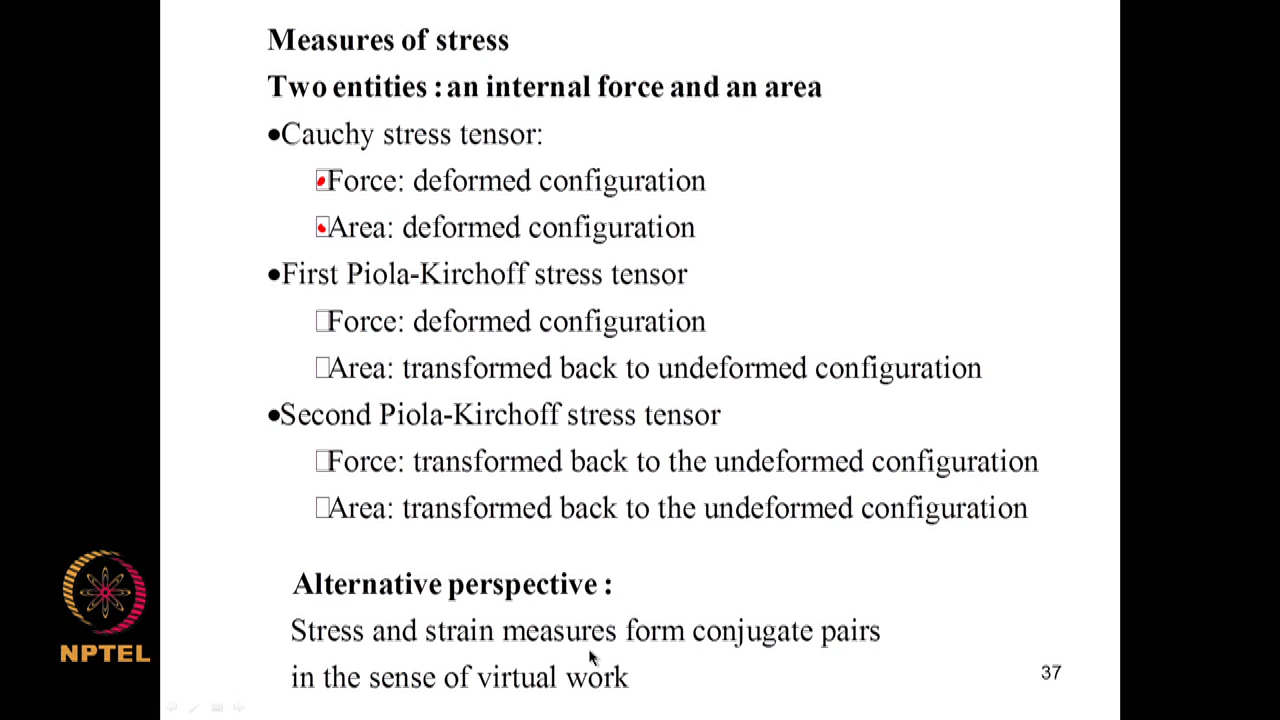 Measures of stress
Two entities : an internal force and an area
•Cauchy stress tensor:
Force: deformed configuration
Area: deformed configuration
•First Piola-Kirchoff stress tensor
Force: deformed configuration
Area: transformed back to undeformed configuration
•Second Piola-Kirchoff stress tensor
Force: transformed back to the undeformed configuration
Area: transformed back to the undeformed configuration
Alternative perspective :
Stress and strain measures form conjugate pairs
in the sense of virtual work
NPTEL
37